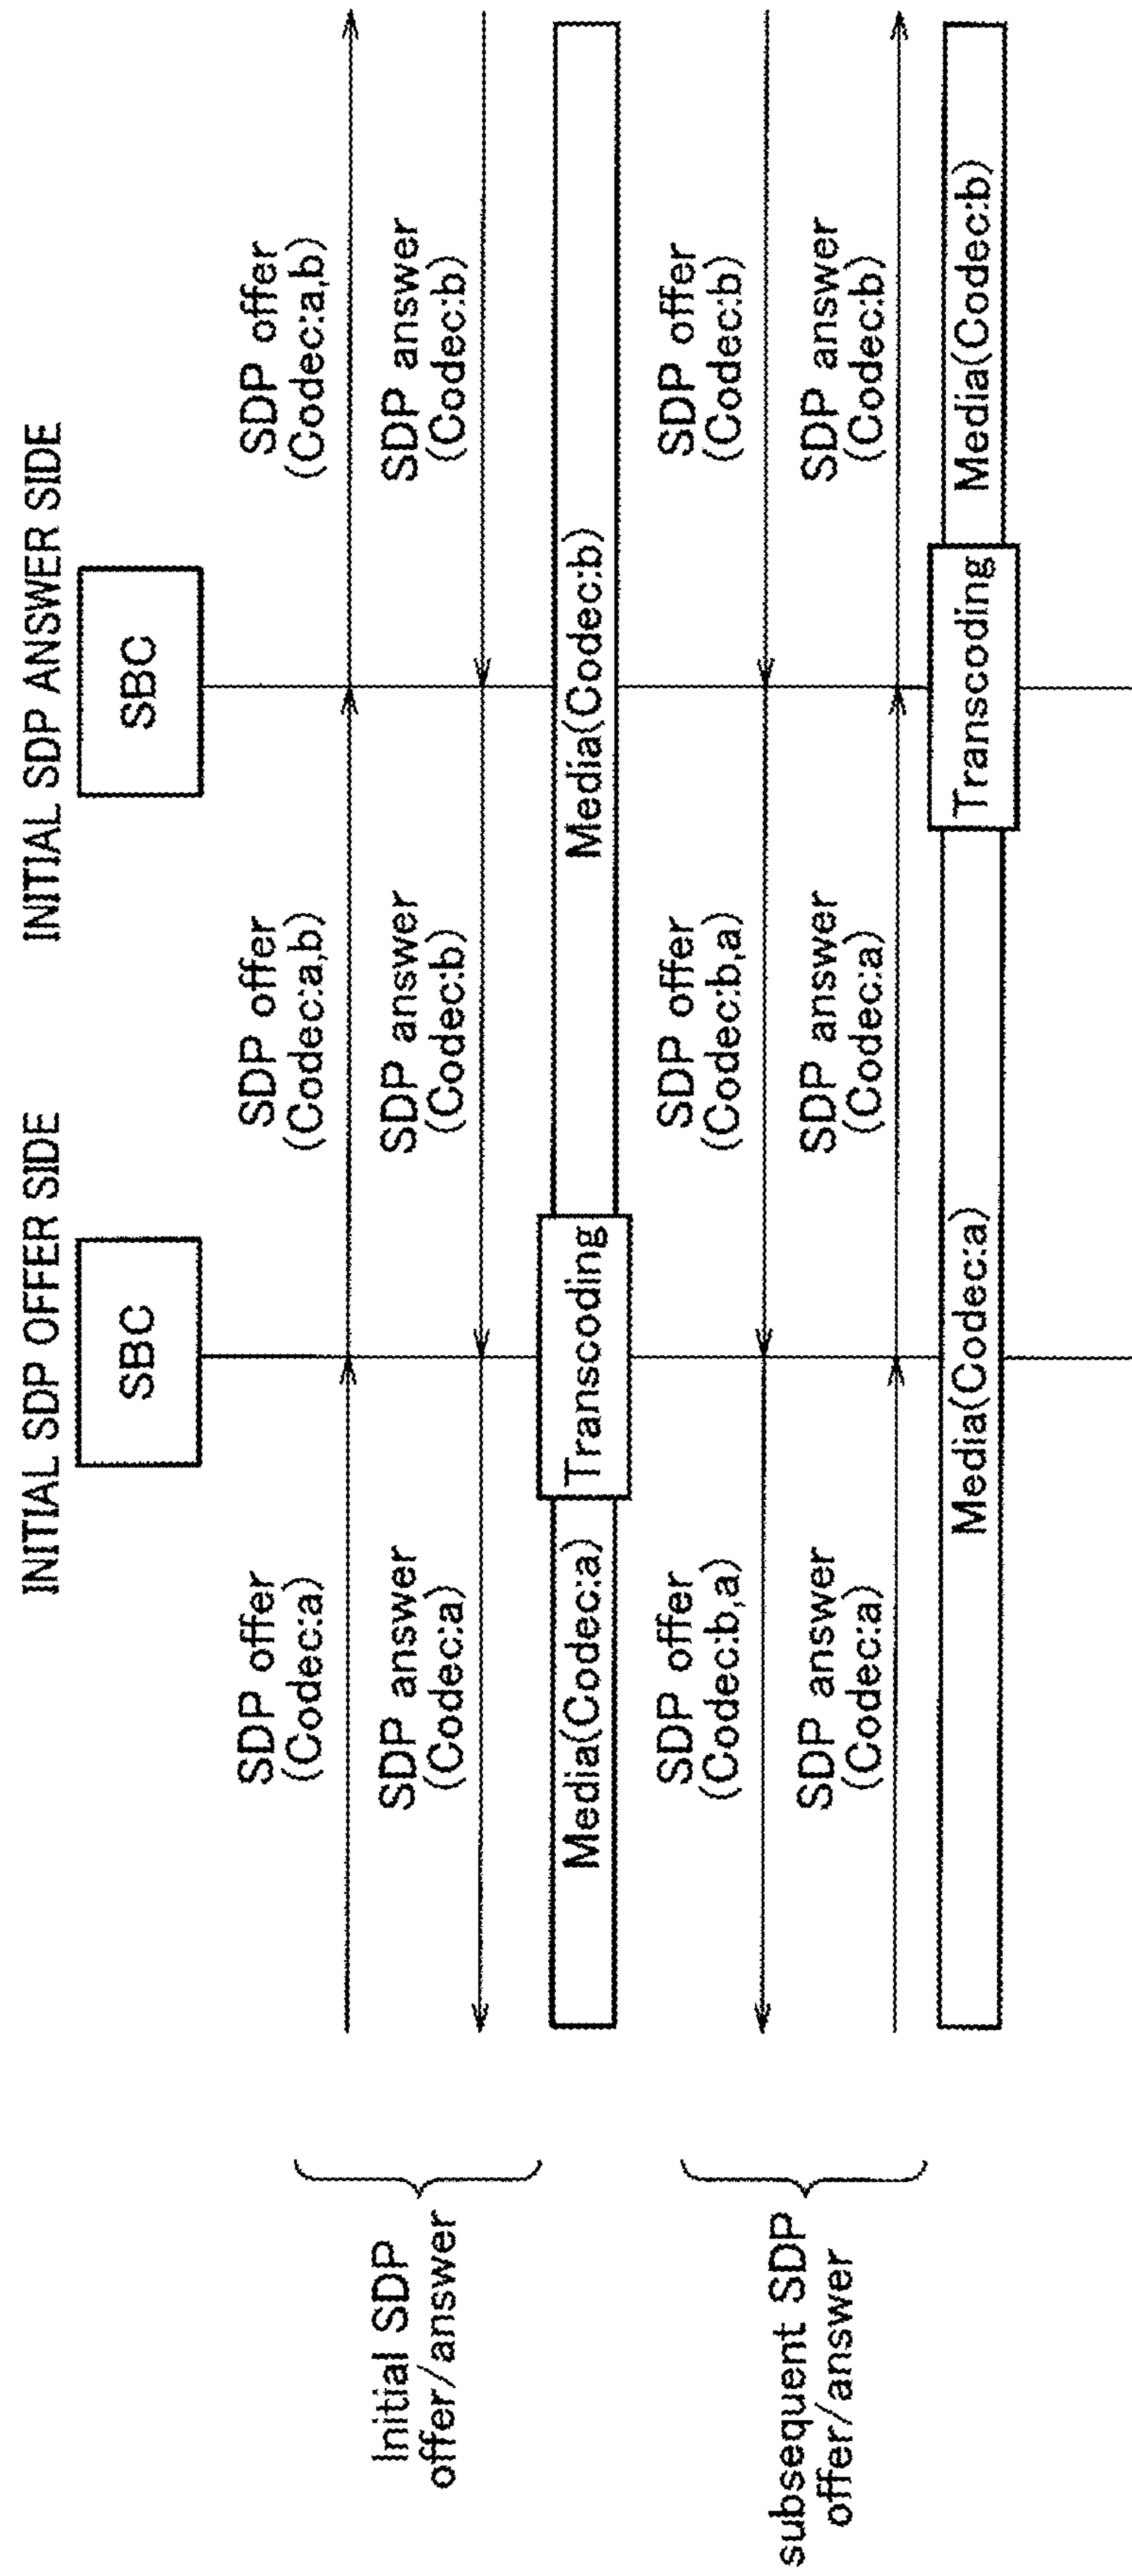 INITIAL SDP OFFER SIDE
INITIAL SDP ANSWER SIDE
SBC
SBC
Initial SDP
offer/answer
SDP offer
(Codec:a)
SDP offer
(Codec:a,b)
SDP offer
(Codec:a,b)
SDP answer
(Codec:a)
SDP answer
(Codec:b)
SDP answer
(Codec:b)
Media(Codec:a)
Transcoding
Media(Codec:b)
subsequent SDP
offer/answer
SDP offer
(Codec:b,a)
SDP offer
(Codec:b,a)
SDP offer
(Codec:b)
SDP answer
(Codec:a)
SDP answer
(Codec:a)
SDP answer
(Codec:b)
Media(Codec:a)
Transcoding
Media(Codec:b)